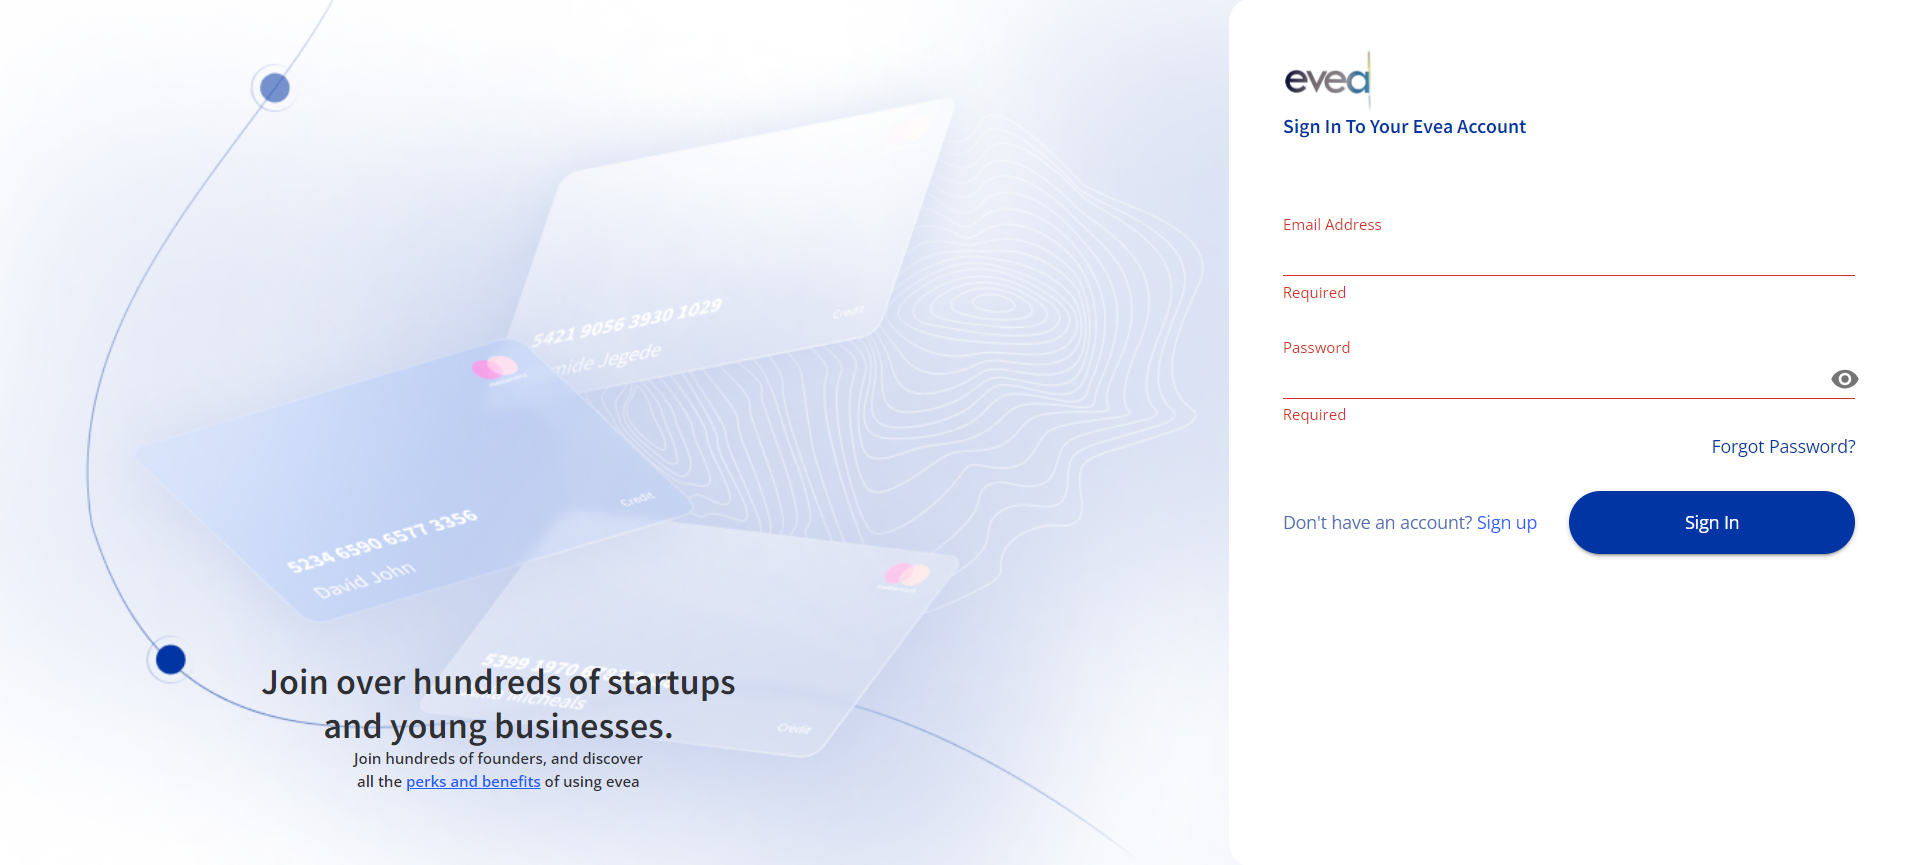 5421 9056 3930 1029
Credit
mide Jegede
mastercard
5234 6590 6577 3356
David John
Credit
mastercard
5399 1970
Micheals
Credit
Join over hundreds of startups
and young businesses.
Join hundreds of founders, and discover
all the perks and benefits of using evea
evea
Sign In To Your Evea Account
Email Address
Required
Password
Required
Forgot Password?
Don't have an account? Sign up
Sign In